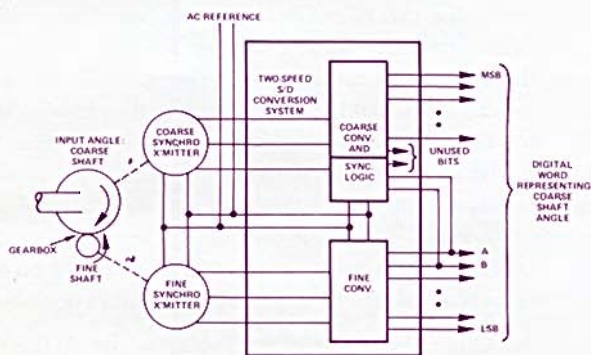 AC REFERENCE
TWO-SPEED
S/D
CONVERSION
SYSTEM
COARSE
CONV.
AND
SYNC.
LOGIC
MSB
UNUSED
BITS
INPUT ANGLE:
COARSE
SHAFT
COARSE
SYNCHRO
X'MITTER
DIGITAL
WORD
REPRESENTING
COARSE
SHAFT
ANGLE
GEARBOX
FINE
SHAFT
FINE
SYNCHRO
X'MITTER
FINE
CONV.
A
B
LSB